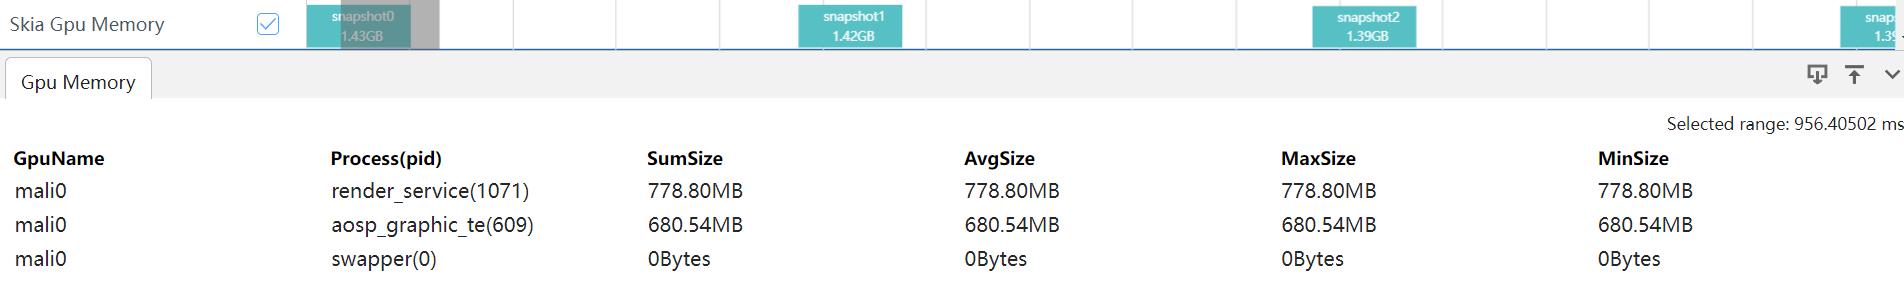 Skia Gpu Memory
snapshot0
1.43GB
snapshot1
1.42GB
snapshot2
1.39GB
snap
1.39
Gpu Memory
Selected range: 956.40502 ms
GpuName Process(pid) SumSize AvgSize MaxSize MinSize
mali0 render_service(1071) 778.80MB 778.80MB 778.80MB 778.80MB
mali0 aosp_graphic_te(609) 680.54MB 680.54MB 680.54MB 680.54MB
mali0 swapper(0) 0Bytes 0Bytes 0Bytes 0Bytes